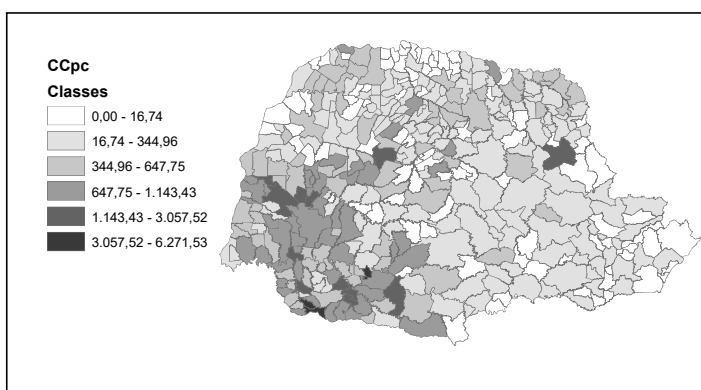 CCpc
Classes
0,00 - 16,74
16,74 - 344,96
344,96 - 647,75
647,75 - 1.143,43
1.143,43 - 3.057,52
3.057,52 - 6.271,53